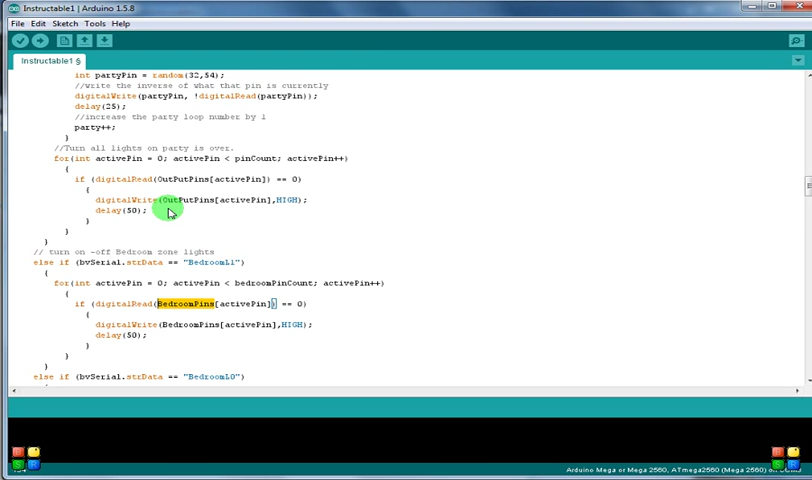 Instructable1 | Arduino 1.5.8
File Edit Sketch Tools Help
Instructable1 §
int partyPin = random(32,54);
//write the inverse of what that pin is currently
digitalWrite(partyPin, !digitalRead(partyPin));
delay(25);
//increase the party loop number by 1
party++;
}
//Turn all lights on party is over.
for(int activePin = 0; activePin < pinCount; activePin++)
{
if (digitalRead(OutPutPins[activePin]) == 0)
{
digitalWrite(OutPutPins[activePin],HIGH);
delay(50);
}
}
}
// turn on -off Bedroom zone lights
else if (bvSerial.strData == "BedroomL1")
{
for(int activePin = 0; activePin < bedroomPinCount; activePin++)
{
if (digitalRead(BedroomPins[activePin]) == 0)
{
digitalWrite(BedroomPins[activePin],HIGH);
delay(50);
}
}
}
else if (bvSerial.strData == "BedroomL0")
B
S R
B
S R
Arduino Mega or Mega 2560, ATmega2560 (Mega 2560) on